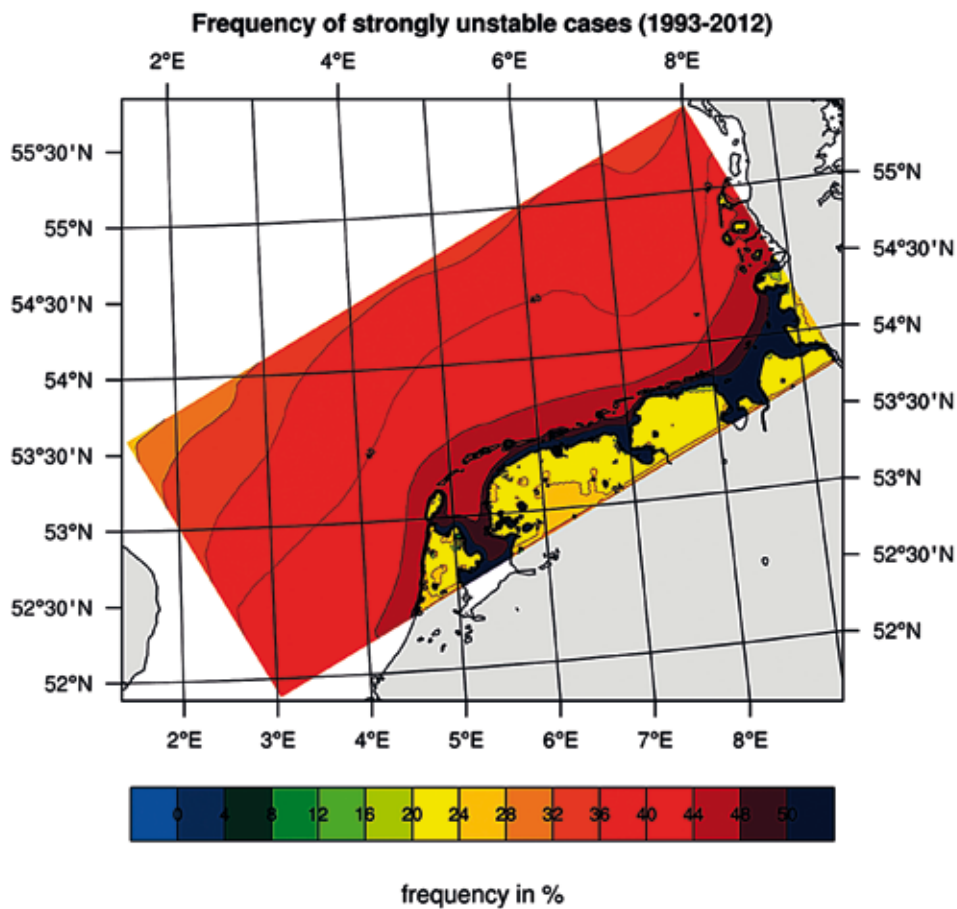 Frequency of strongly unstable cases (1993-2012)
2°E 4°E 6°E 8°E
55°30'N
55°N
55°N
54°30'N
54°30'N
54°N
54°N
53°30'N
53°30'N
53°N
53°N
52°30'N
52°30'N
52°N
52°N
2°E 3°E 4°E 5°E 6°E 7°E 8°E
0 4 8 12 16 20 24 28 32 36 40 44 48 50
frequency in %